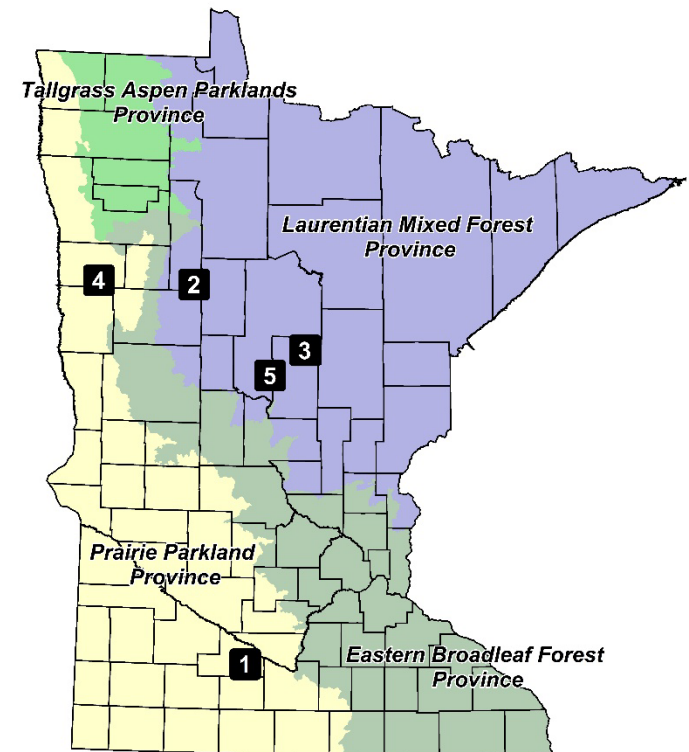 Tallgrass Aspen Parklands
Province
Laurentian Mixed Forest
Province
4
2
3
5
Prairie Parkland
Province
1
Eastern Broadleaf Forest
Province